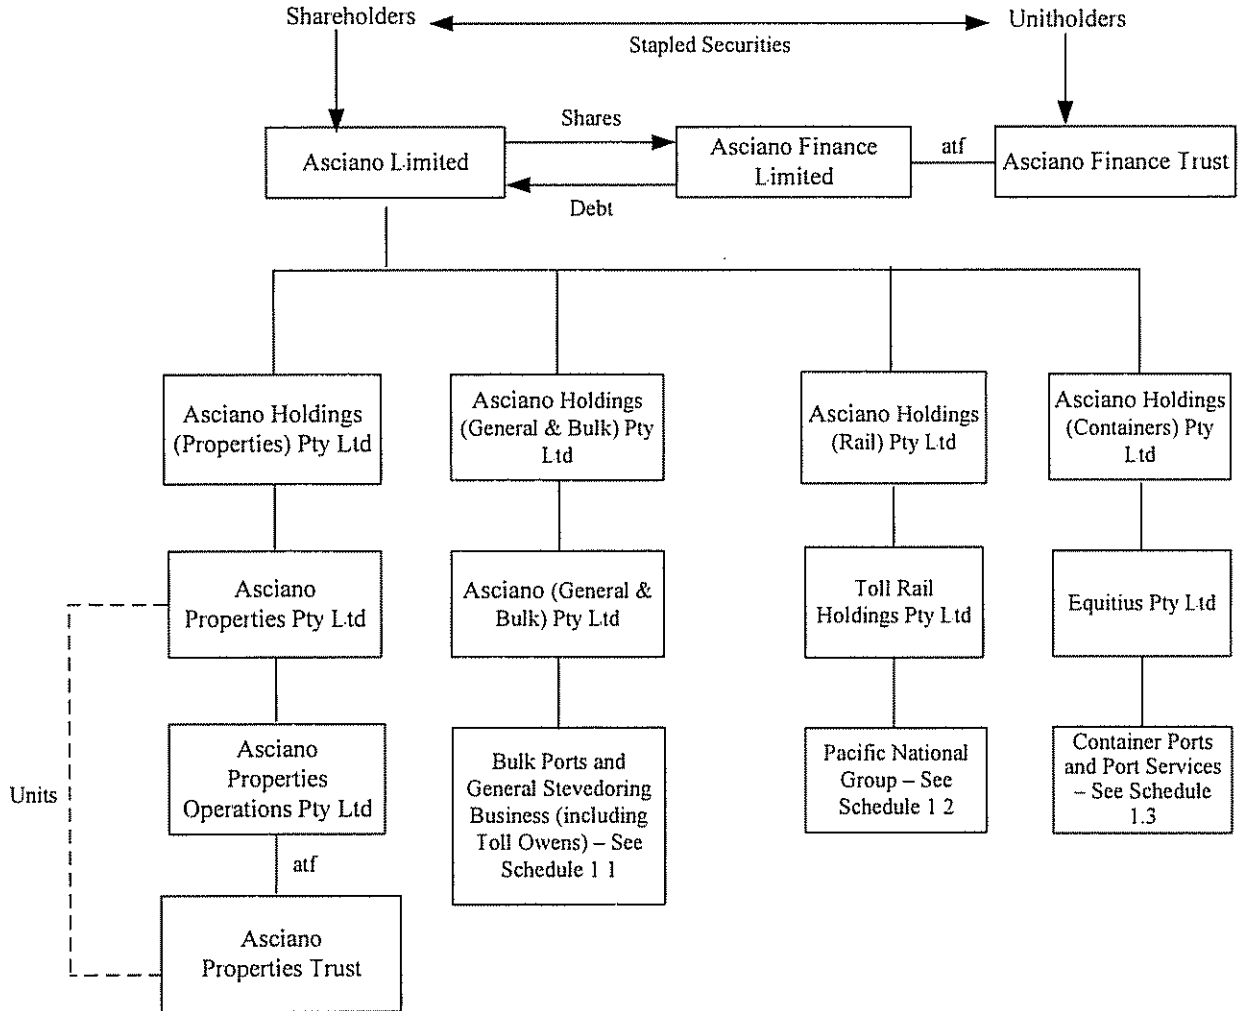 Shareholders
Unitholders
Stapled Securities
Shares
Asciano Limited
Asciano Finance
Limited
atf
Asciano Finance Trust
Debt
Asciano Holdings
(Properties) Pty Ltd
Asciano Holdings
(General & Bulk) Pty
Ltd
Asciano Holdings
(Rail) Pty Ltd
Asciano Holdings
(Containers) Pty
Ltd
Asciano
Properties Pty Ltd
Asciano (General &
Bulk) Pty Ltd
Toll Rail
Holdings Pty Ltd
Equitius Pty Ltd
Units
Asciano
Properties
Operations Pty Ltd
Bulk Ports and
General Stevedoring
Business (including
Toll Owens) – See
Schedule 1 1
Pacific National
Group – See
Schedule 1 2
Container Ports
and Port Services
– See Schedule
1.3
atf
Asciano
Properties Trust